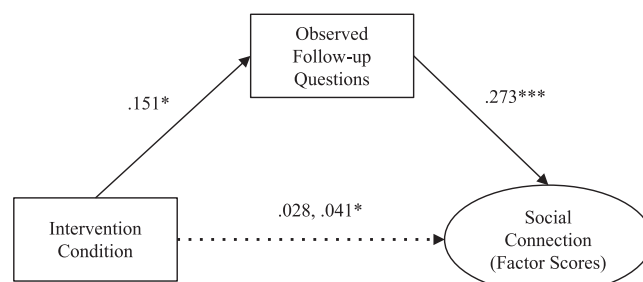 Observed
Follow-up
Questions
.151*
.273***
.028, .041*
Intervention
Condition
Social
Connection
(Factor Scores)